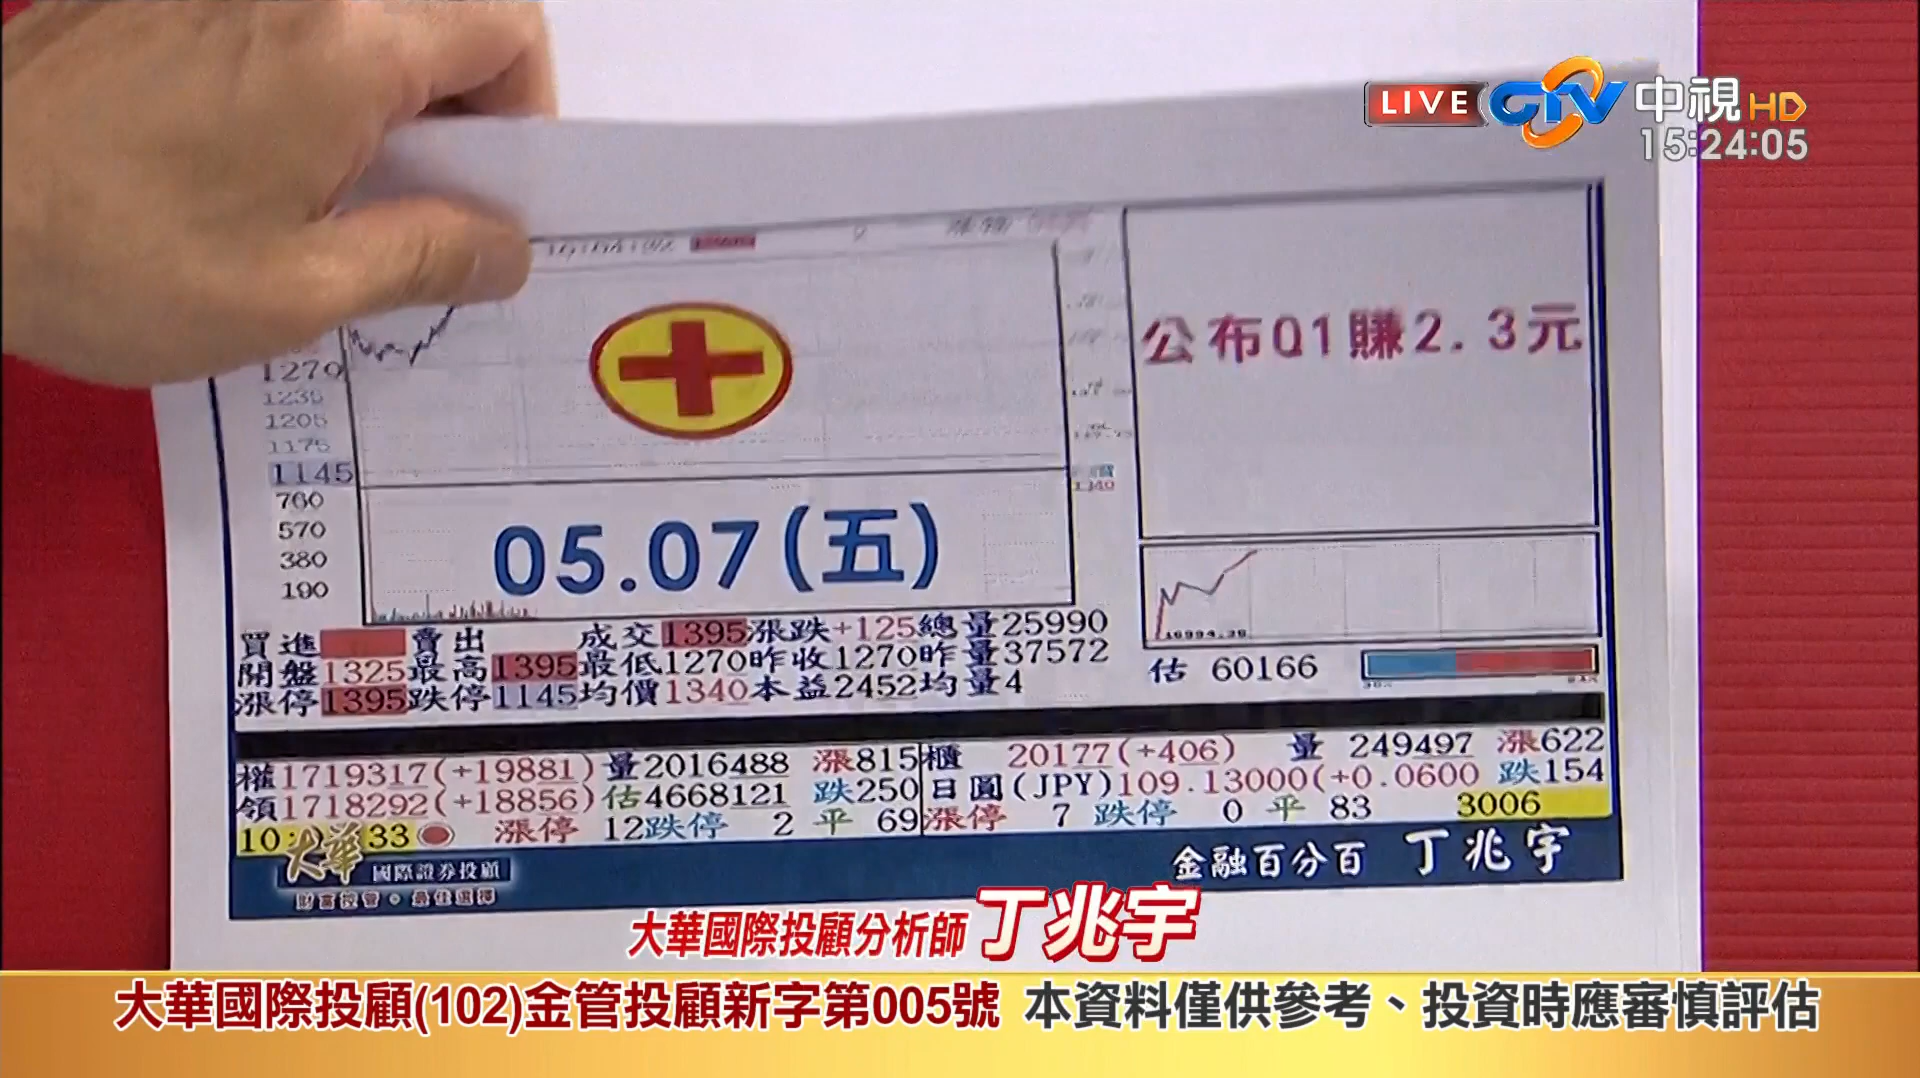 LIVE CTV 中視 HD
15:24:05
公布Q1賺2.3元
1270
1235
1205
1175
1145
760
570
380
190
1340
05.07(五)
買進 賣出 成交1395漲跌+125總量25990
開盤1325最高1395最低1270昨收1270昨量37572
漲停1395跌停1145均價1340本益2452均量4
16994.28
估 60166
權1719317(+19881)量2016488 漲815
領1718292(+18856)估4668121 跌250
漲停 12跌停 2 平 69
櫃 20177(+406) 量 249497 漲622
日圓(JPY)109.13000(+0.0600 跌154
漲停 7 跌停 0 平 83 3006
大華國際證券投顧
財富控管。最佳選擇
金融百分百 丁兆宇
大華國際投顧分析師 丁兆宇
大華國際投顧(102)金管投顧新字第005號 本資料僅供參考、投資時應審慎評估